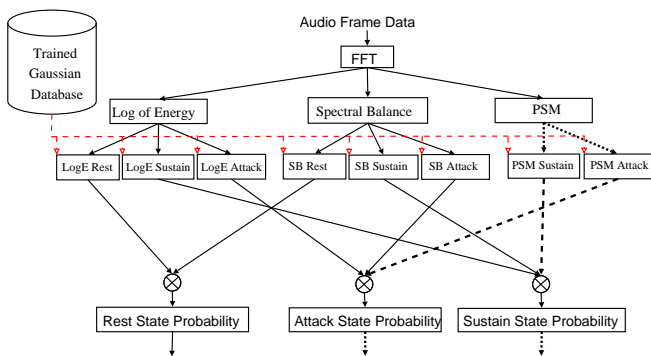 Audio Frame Data
Trained
Gaussian
Database
FFT
Log of Energy
Spectral Balance
PSM
LogE Rest
LogE Sustain
LogE Attack
SB Rest
SB Sustain
SB Attack
PSM Sustain
PSM Attack
Rest State Probability
Attack State Probability
Sustain State Probability